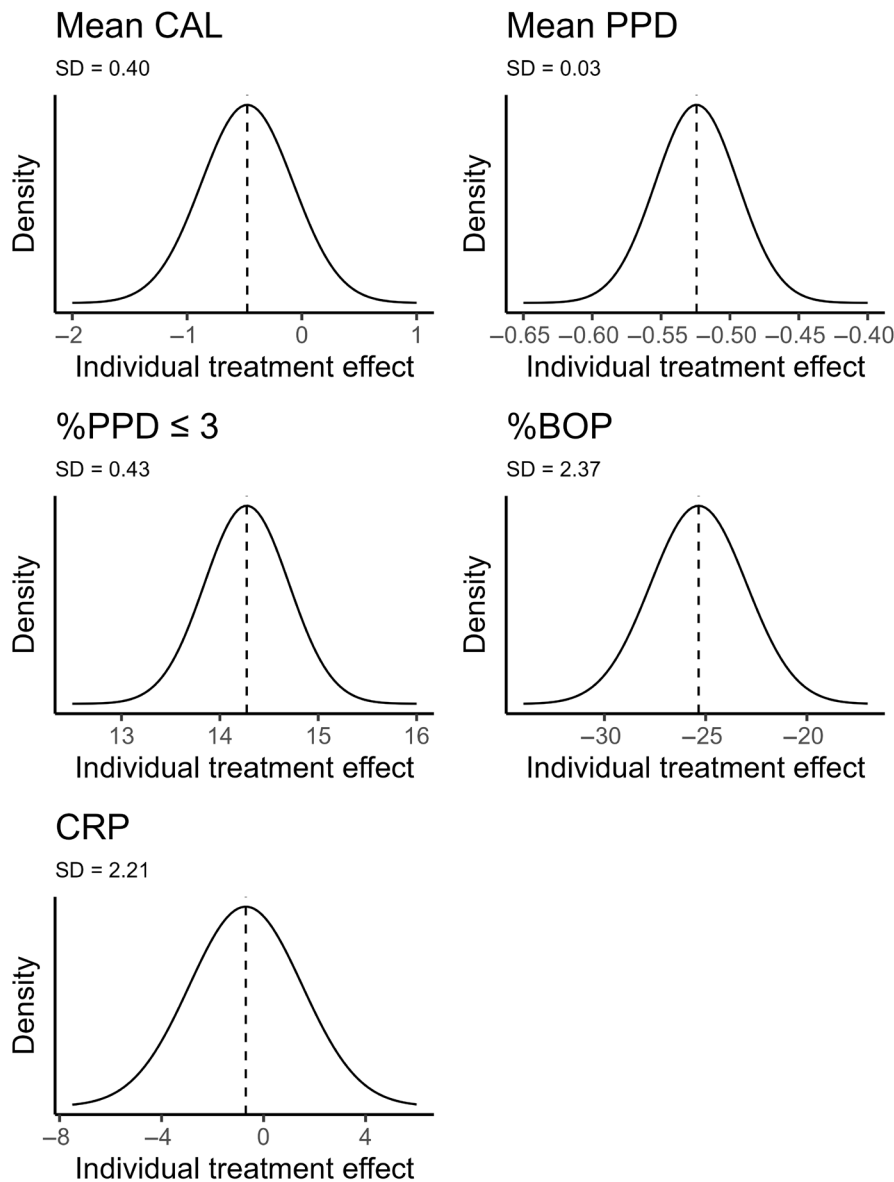 Mean CAL
SD = 0.40
Density
−2 −1 0 1
Individual treatment effect
Mean PPD
SD = 0.03
Density
−0.65 −0.60 −0.55 −0.50 −0.45 −0.40
Individual treatment effect
%PPD ≤ 3
SD = 0.43
Density
13 14 15 16
Individual treatment effect
%BOP
SD = 2.37
Density
−30 −25 −20
Individual treatment effect
CRP
SD = 2.21
Density
−8 −4 0 4
Individual treatment effect